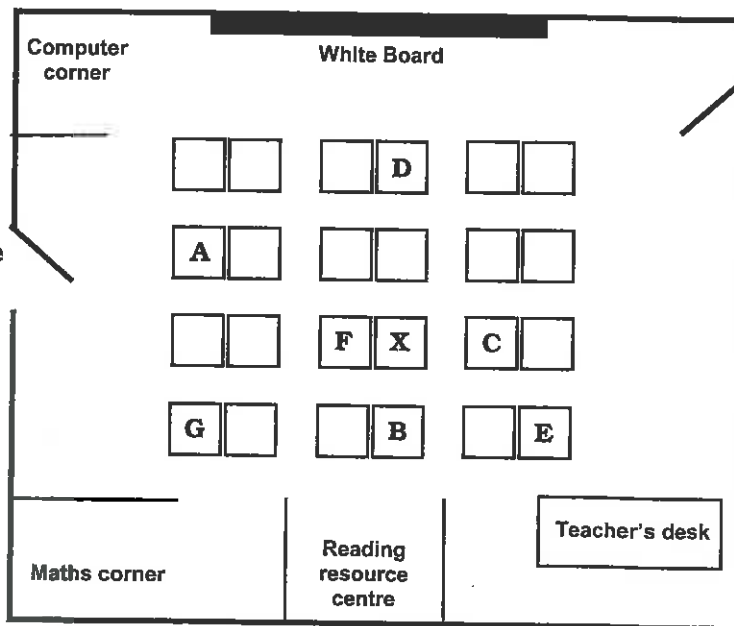 Computer
corner
White Board
D
A
e
F X C
G B E
Maths corner
Reading
resource
centre
Teacher's desk